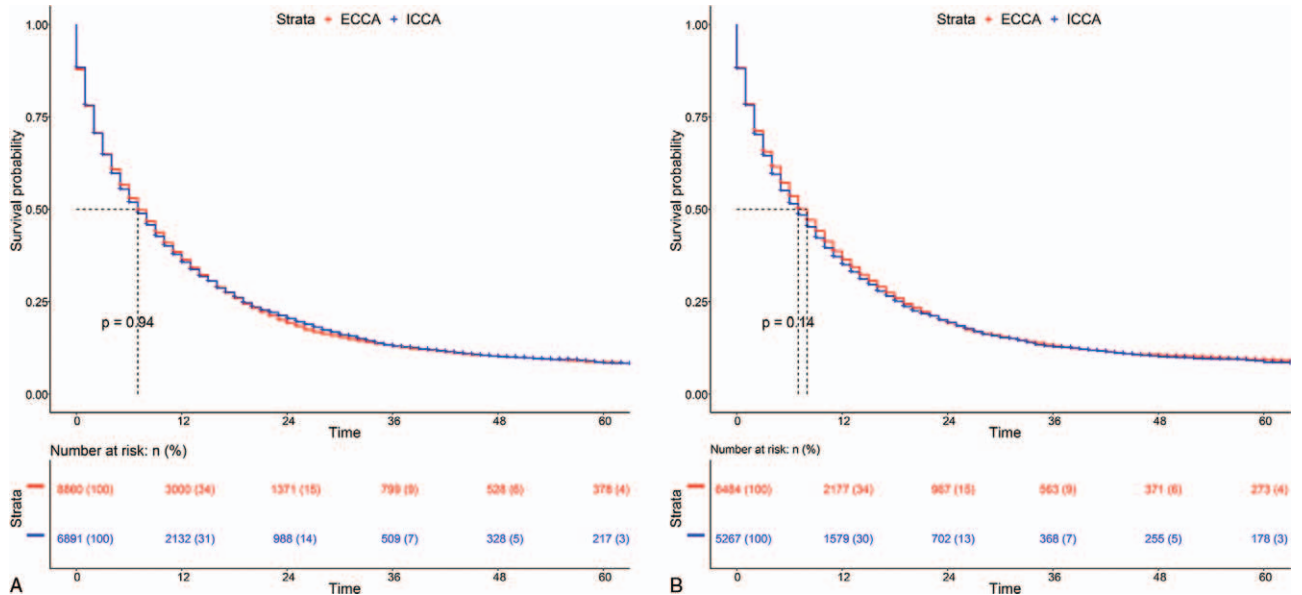 Strata ECCA ICCA
1.00
0.75
0.50
0.25
0.00
Survival probability
p = 0.94
0 12 24 36 48 60
Time
Number at risk: n (%)
Strata
8860 (100) 3000 (34) 1371 (15) 799 (9) 528 (6) 378 (4)
6891 (100) 2132 (31) 988 (14) 509 (7) 328 (5) 217 (3)
0 12 24 36 48 60
Time
A
Strata ECCA ICCA
1.00
0.75
0.50
0.25
0.00
Survival probability
p = 0.14
0 12 24 36 48 60
Time
Number at risk: n (%)
Strata
6484 (100) 2177 (34) 987 (15) 563 (9) 371 (6) 273 (4)
5267 (100) 1579 (30) 702 (13) 368 (7) 255 (5) 178 (3)
0 12 24 36 48 60
Time
B